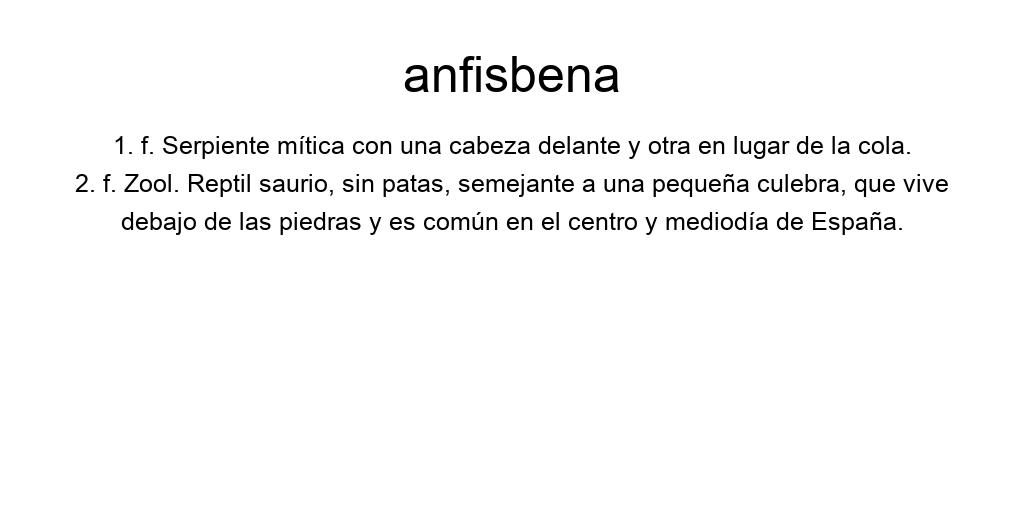 anfisbena
1. f. Serpiente mítica con una cabeza delante y otra en lugar de la cola.
2. f. Zool. Reptil saurio, sin patas, semejante a una pequeña culebra, que vive
debajo de las piedras y es común en el centro y mediodía de España.